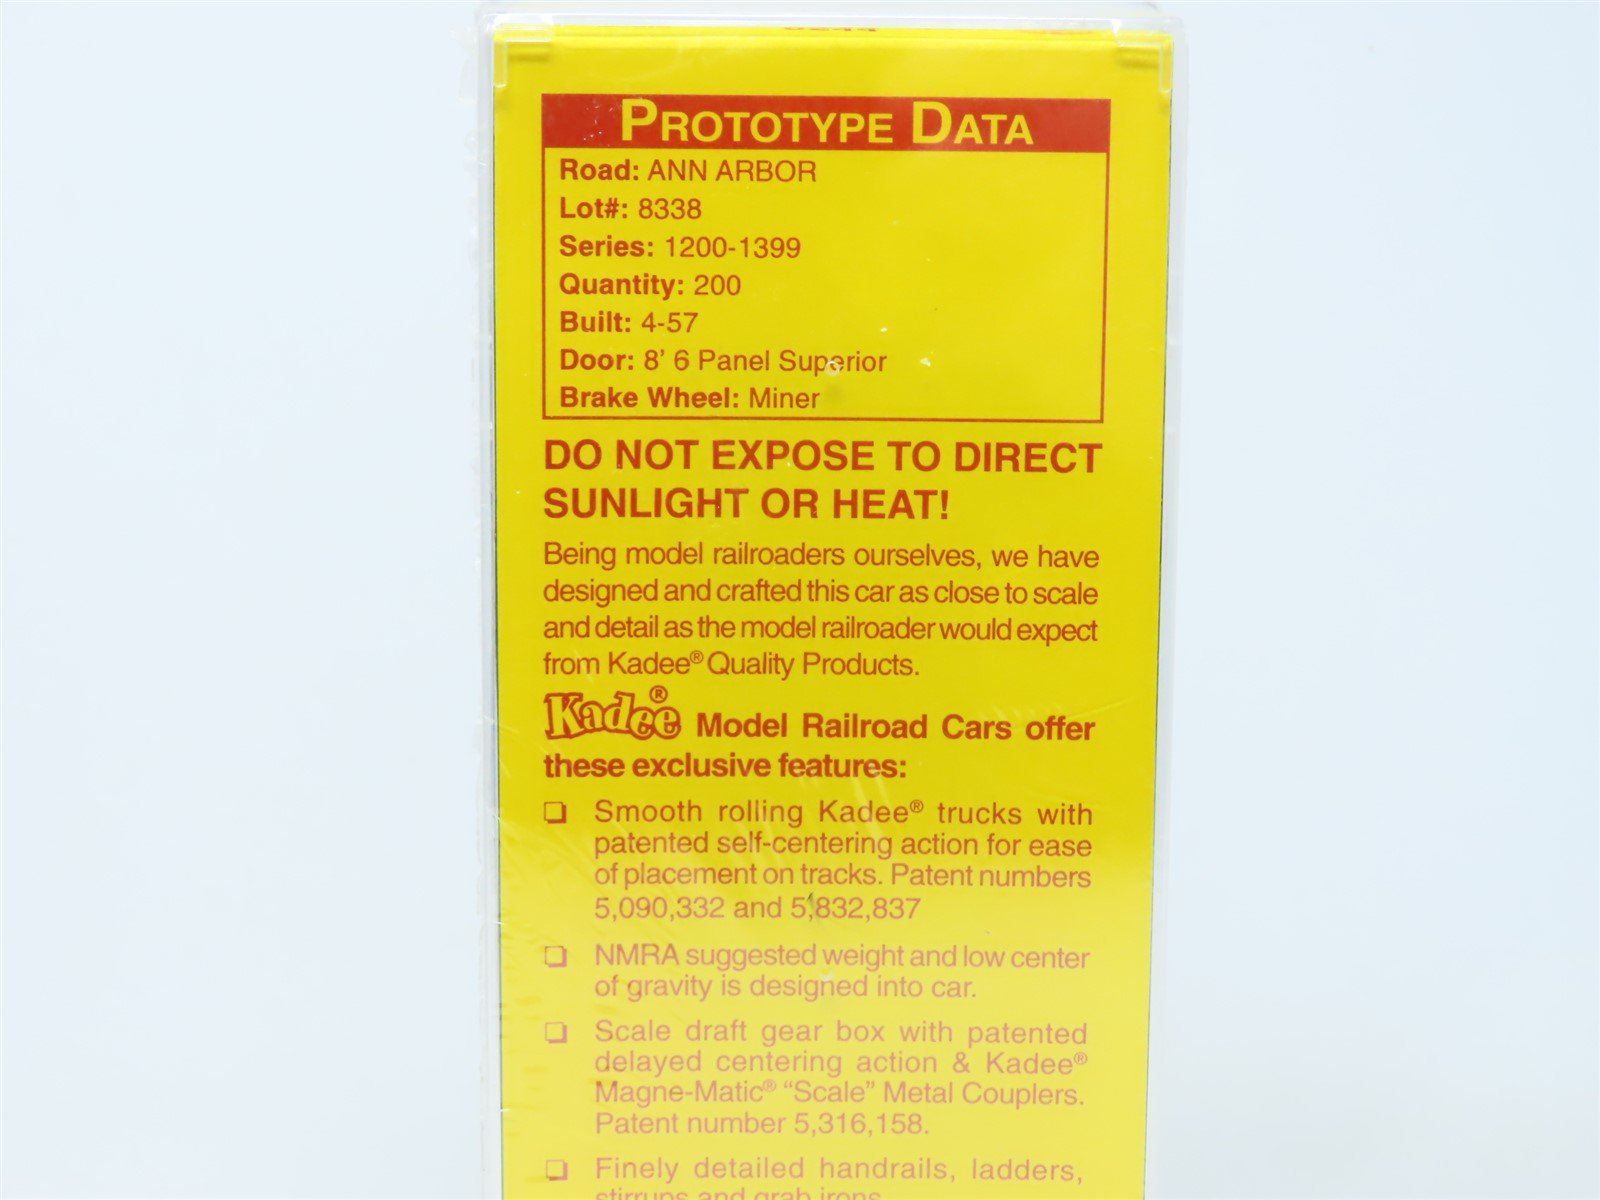 PROTOTYPE DATA
Road: ANN ARBOR
Lot#: 8338
Series: 1200-1399
Quantity: 200
Built: 4-57
Door: 8' 6 Panel Superior
Brake Wheel: Miner
DO NOT EXPOSE TO DIRECT
SUNLIGHT OR HEAT!
Being model railroaders ourselves, we have
designed and crafted this car as close to scale
and detail as the model railroader would expect
from Kadee® Quality Products.
Kadee® Model Railroad Cars offer
these exclusive features:
❏ Smooth rolling Kadee® trucks with
patented self-centering action for ease
of placement on tracks. Patent numbers
5,090,332 and 5,832,837
❏ NMRA suggested weight and low center
of gravity is designed into car.
❏ Scale draft gear box with patented
delayed centering action & Kadee®
Magne-Matic® “Scale” Metal Couplers.
Patent number 5,316,158.
❏ Finely detailed handrails, ladders,
stirrups and grab irons